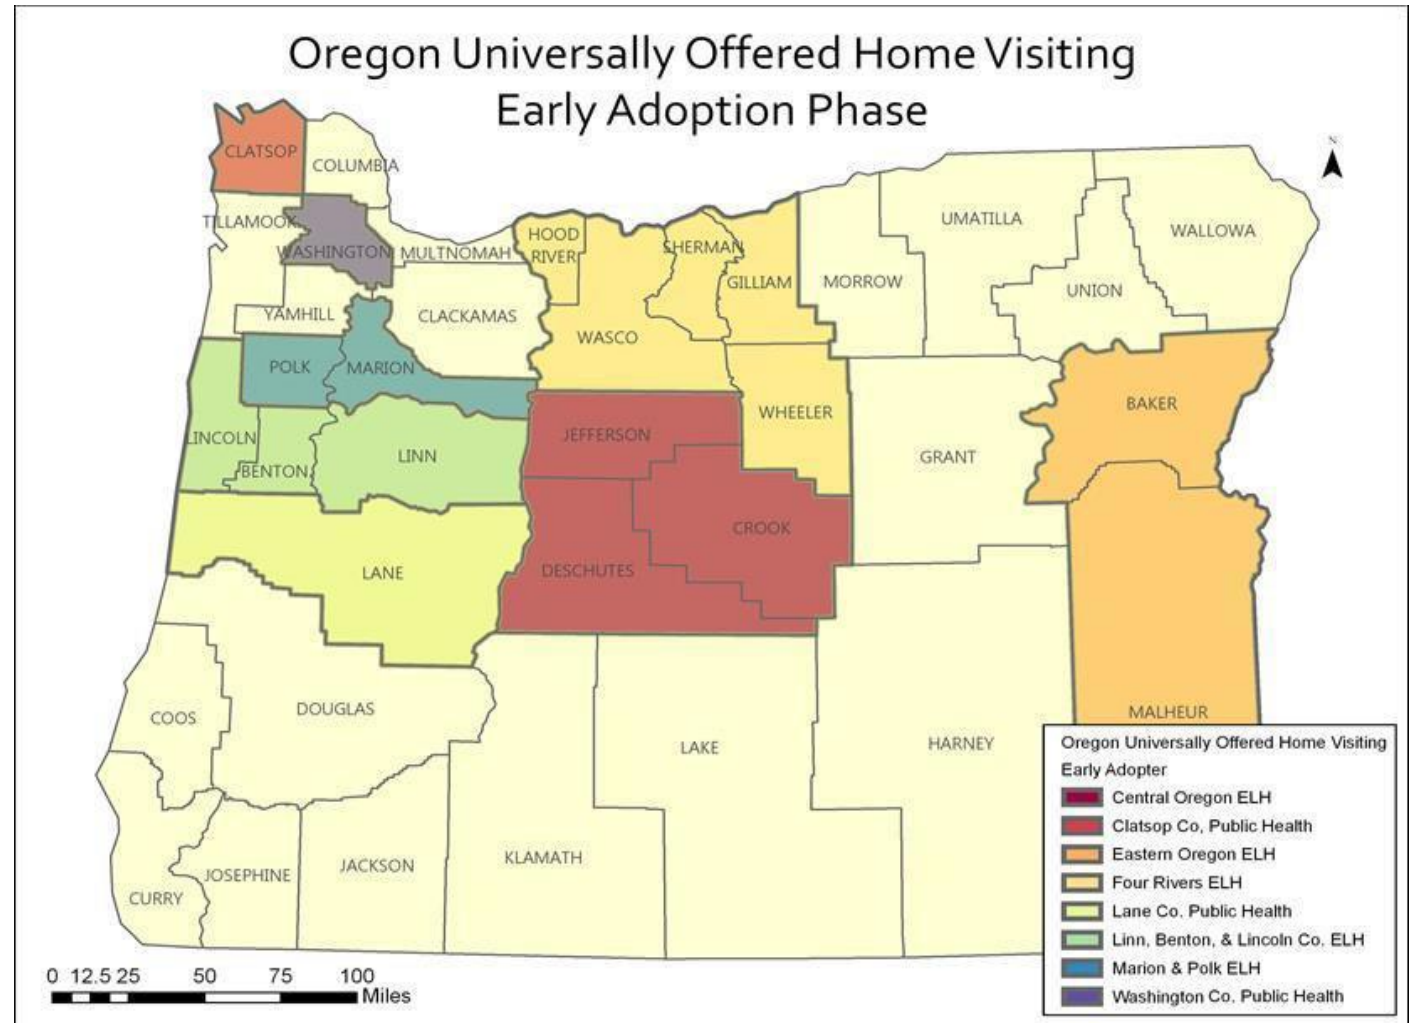 Oregon Universally Offered Home Visiting
Early Adoption Phase
N
CLATSOP
COLUMBIA
TILLAMOOK
WASHINGTON
MULTNOMAH
HOOD
RIVER
SHERMAN
GILLIAM
MORROW
UMATILLA
WALLOWA
UNION
YAMHILL
CLACKAMAS
WASCO
POLK
MARION
WHEELER
BAKER
LINCOLN
BENTON
LINN
JEFFERSON
GRANT
CROOK
LANE
DESCHUTES
COOS
DOUGLAS
LAKE
HARNEY
MALHEUR
CURRY
JOSEPHINE
JACKSON
KLAMATH
Oregon Universally Offered Home Visiting
Early Adopter
Central Oregon ELH
Clatsop Co, Public Health
Eastern Oregon ELH
Four Rivers ELH
Lane Co. Public Health
Linn, Benton, & Lincoln Co. ELH
Marion & Polk ELH
Washington Co. Public Health
0 12.5 25 50 75 100
Miles